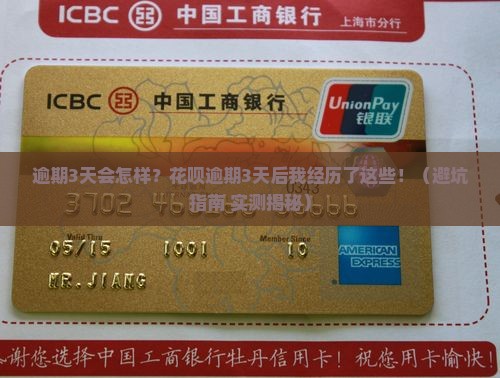 ICBC 中国工商银行 上海市分行
ICBC 中国工商银行
UnionPay
银联
逾期3天会怎样？花呗逾期3天后我经历了这些！（避坑
指南,实测揭秘）
3702
05/15 1001 Member Since 10
MR.JIANG
AMERICAN
EXPRESS
谢您选择中国工商银行牡丹信用卡！祝您用卡愉快！